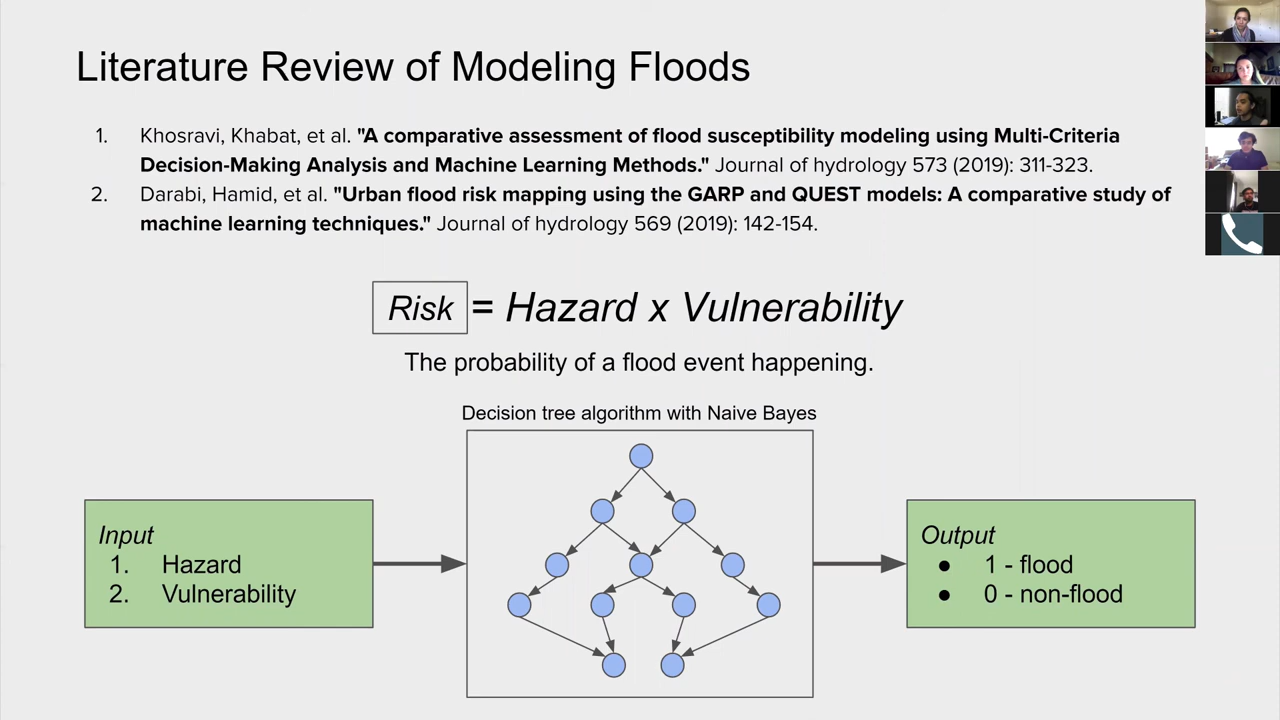 Literature Review of Modeling Floods
1. Khosravi, Khabat, et al. "A comparative assessment of flood susceptibility modeling using Multi-Criteria
Decision-Making Analysis and Machine Learning Methods." Journal of hydrology 573 (2019): 311-323.
2. Darabi, Hamid, et al. "Urban flood risk mapping using the GARP and QUEST models: A comparative study of
machine learning techniques." Journal of hydrology 569 (2019): 142-154.
Risk = Hazard x Vulnerability
The probability of a flood event happening.
Decision tree algorithm with Naive Bayes
Input
1. Hazard
2. Vulnerability
Output
● 1 - flood
● 0 - non-flood